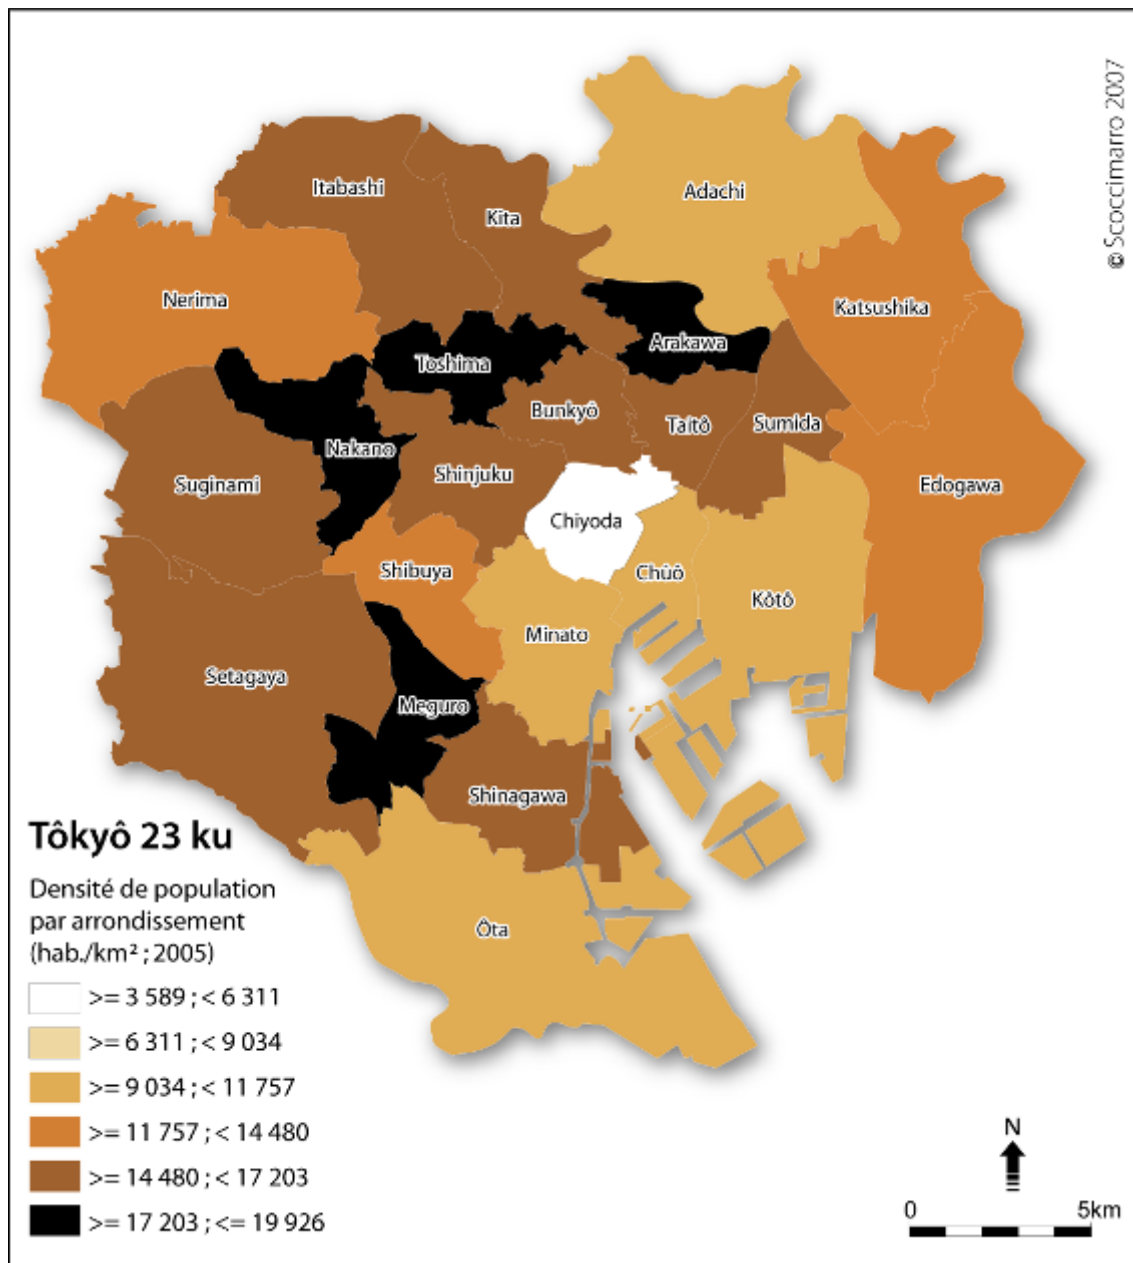 © Scoccimarro 2007
Itabashi
Kita
Adachi
Nerima
Katsushika
Toshima
Arakawa
Bunkyô
Taitô
Sumida
Nakano
Suginami
Shinjuku
Edogawa
Chiyoda
Shibuya
Chûô
Kôtô
Minato
Setagaya
Meguro
Shinagawa
Ôta
Tôkyô 23 ku
Densité de population
par arrondissement
(hab./km² ; 2005)
>= 3 589 ; < 6 311
>= 6 311 ; < 9 034
>= 9 034 ; < 11 757
>= 11 757 ; < 14 480
>= 14 480 ; < 17 203
>= 17 203 ; <= 19 926
N
0 5km